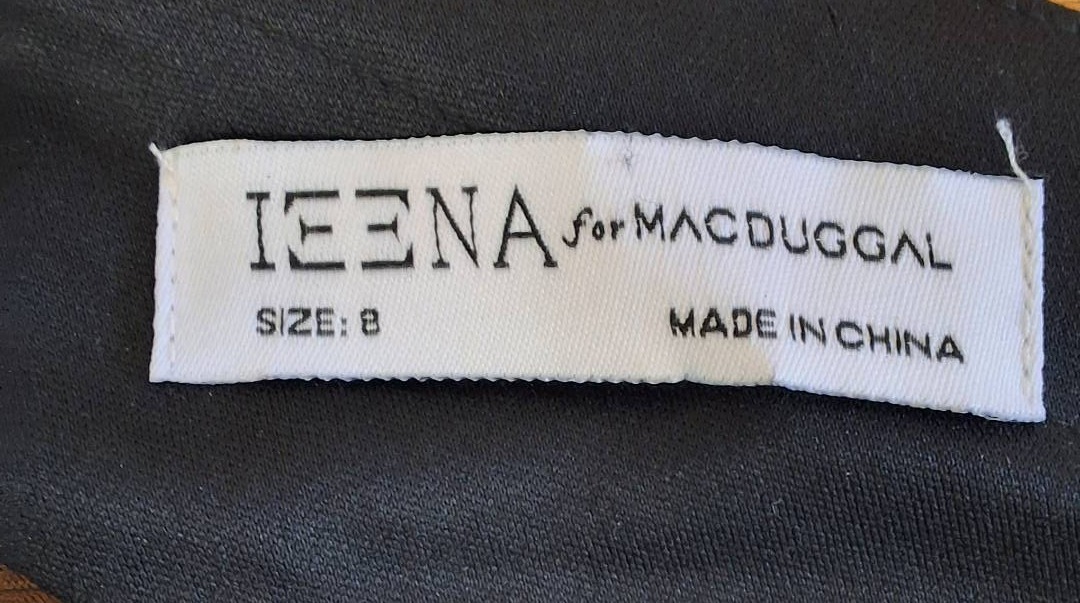 IEENA for MACDUGGAL
SIZE: 8
MADE IN CHINA